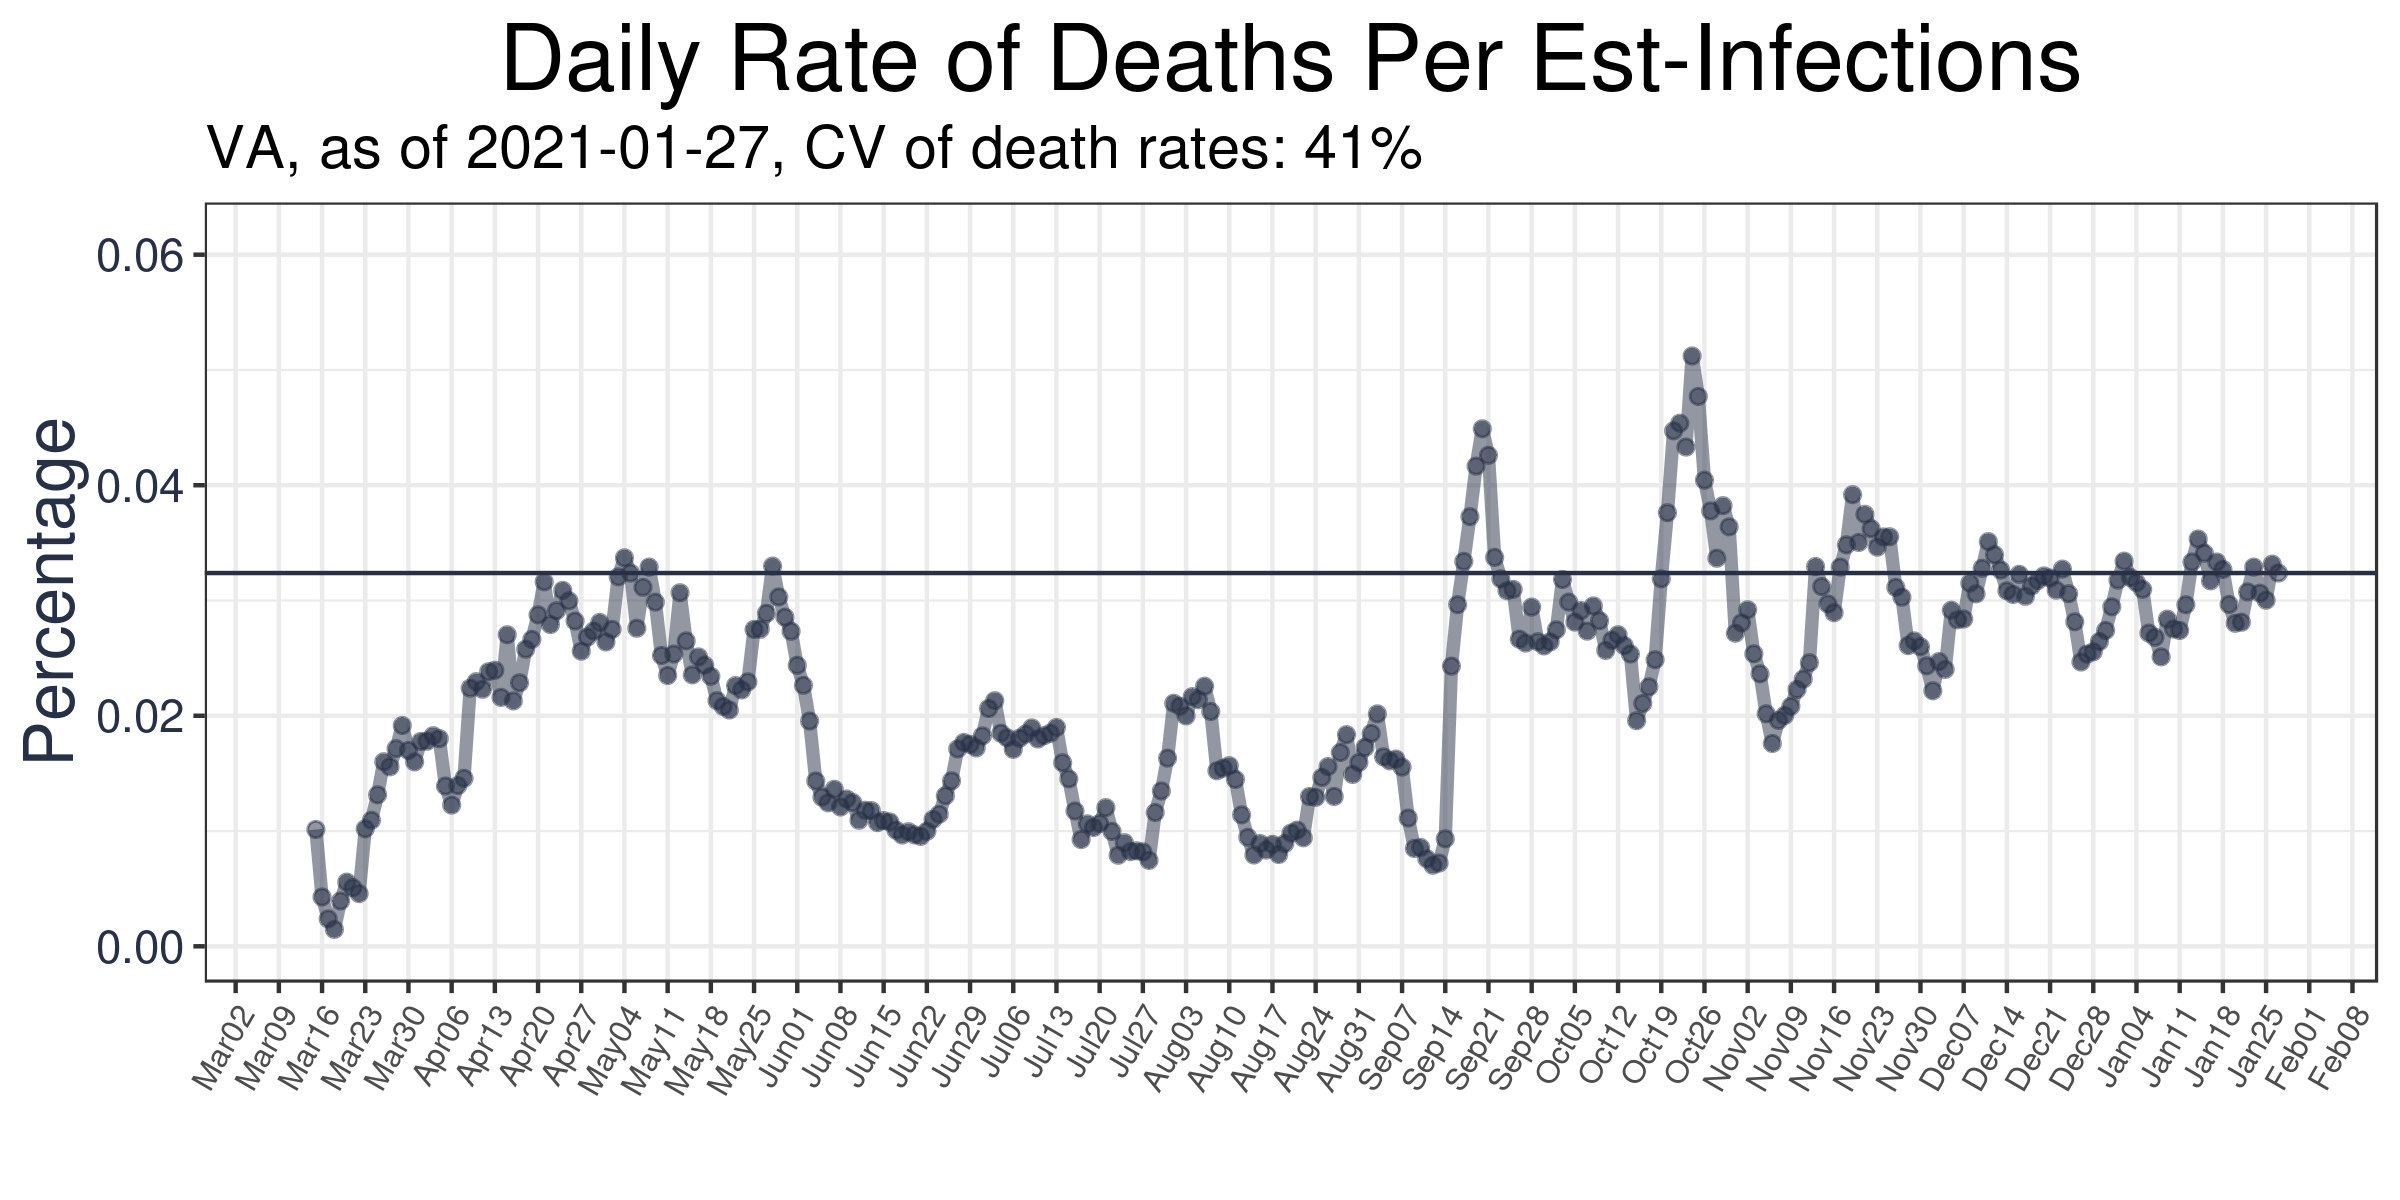 Daily Rate of Deaths Per Est-Infections
VA, as of 2021-01-27, CV of death rates: 41%
Percentage
0.06
0.04
0.02
0.00
Mar02
Mar09
Mar16
Mar23
Mar30
Apr06
Apr13
Apr20
Apr27
May04
May11
May18
May25
Jun01
Jun08
Jun15
Jun22
Jun29
Jul06
Jul13
Jul20
Jul27
Aug03
Aug10
Aug17
Aug24
Aug31
Sep07
Sep14
Sep21
Sep28
Oct05
Oct12
Oct19
Oct26
Nov02
Nov09
Nov16
Nov23
Nov30
Dec07
Dec14
Dec21
Dec28
Jan04
Jan11
Jan18
Jan25
Feb01
Feb08